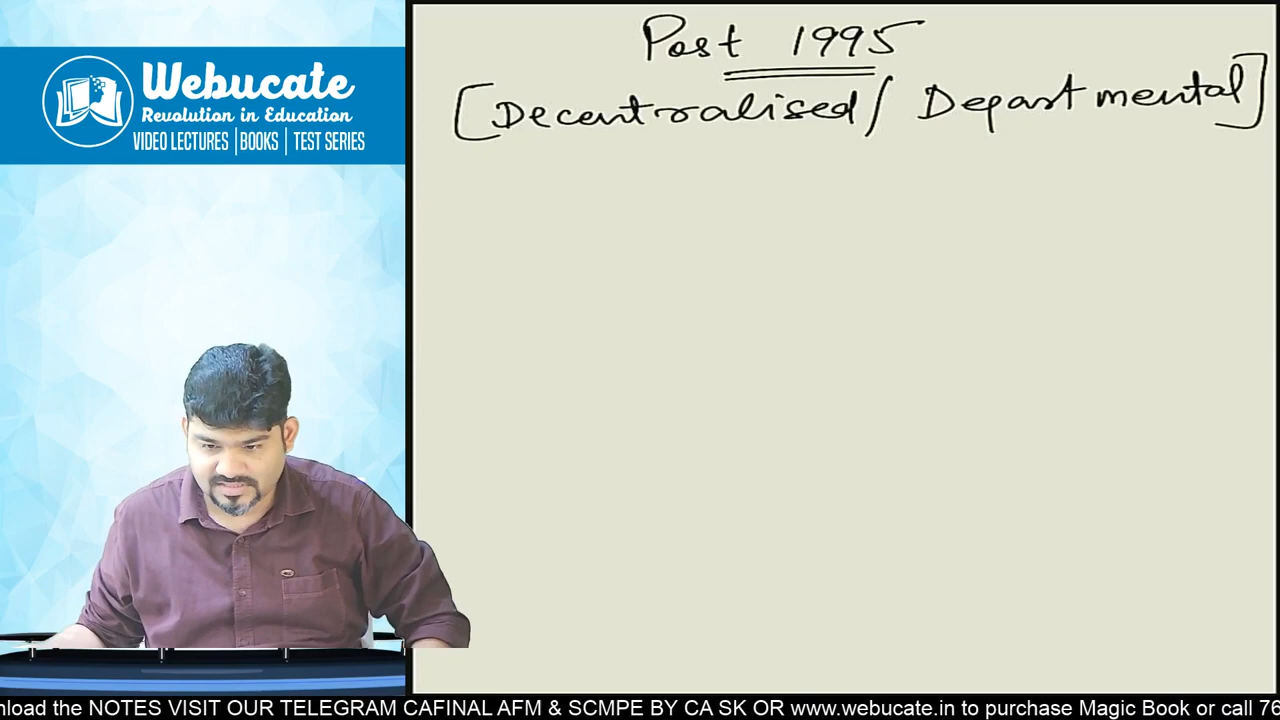 Webucate
Revolution in Education
VIDEO LECTURES | BOOKS | TEST SERIES
Post 1995
[Decentralised / Departmental]
nload the NOTES VISIT OUR TELEGRAM CAFINAL AFM & SCMPE BY CA SK OR www.webucate.in to purchase Magic Book or call 76